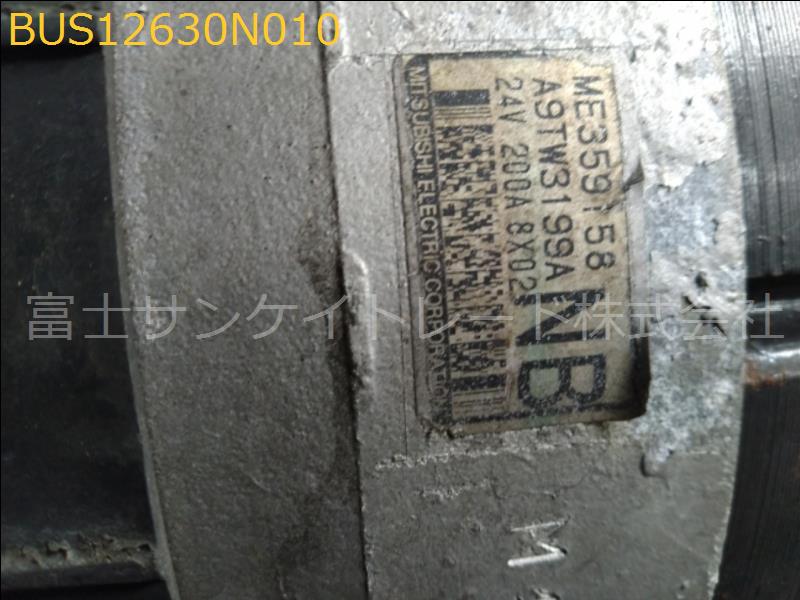 BUS12630N010
ME359158
A9TW3199A
24V 200A 8X02
NB
MITSUBISHI ELECTRIC CORPORATION
富士サンケイトレード株式会社
M